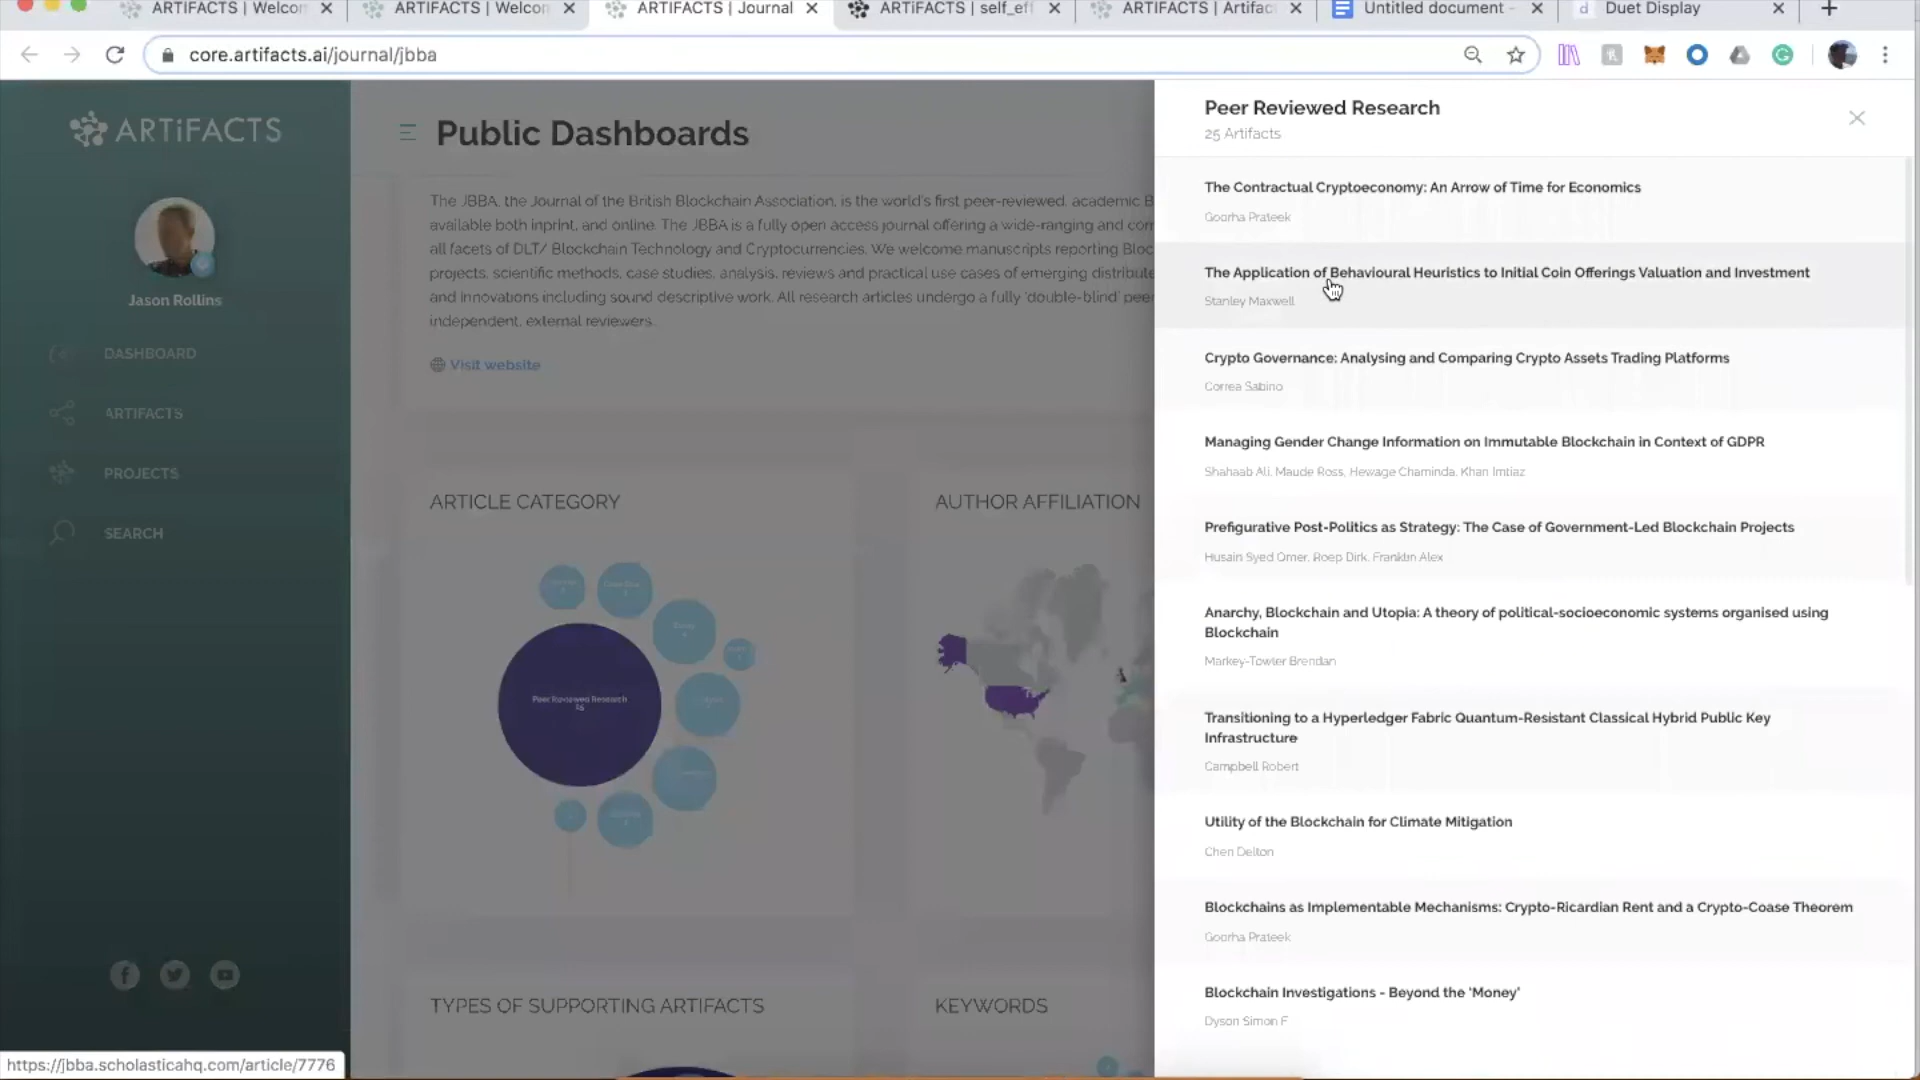 ARTiFACTS | Welcom
ARTiFACTS | Welcom
ARTiFACTS | Journal
ARTiFACTS | self_eff
ARTiFACTS | Artifac
Untitled document -
Duet Display
core.artifacts.ai/journal/jbba
ARTiFACTS
Jason Rollins
DASHBOARD
ARTIFACTS
PROJECTS
SEARCH
Public Dashboards
The JBBA, the Journal of the British Blockchain Association, is the world's first peer-reviewed, academic B
available both inprint, and online. The JBBA is a fully open access journal offering a wide-ranging and com
all facets of DLT/ Blockchain Technology and Cryptocurrencies. We welcome manuscripts reporting Bloc
projects, scientific methods, case studies, analysis, reviews and practical use cases of emerging distribute
and Innovations including sound descriptive work. All research articles undergo a fully 'double-blind' peer
independent, external reviewers.
Visit website
ARTICLE CATEGORY
AUTHOR AFFILIATION
Peer Reviewed Research
25
TYPES OF SUPPORTING ARTIFACTS
KEYWORDS
Peer Reviewed Research
25 Artifacts
The Contractual Cryptoeconomy: An Arrow of Time for Economics
Goorha Prateek
The Application of Behavioural Heuristics to Initial Coin Offerings Valuation and Investment
Stanley Maxwell
Crypto Governance: Analysing and Comparing Crypto Assets Trading Platforms
Correa Sabino
Managing Gender Change Information on Immutable Blockchain in Context of GDPR
Shahaab Ali, Maude Ross, Hewage Chaminda, Khan Imtiaz
Prefigurative Post-Politics as Strategy: The Case of Government-Led Blockchain Projects
Husain Syed Omer, Roep Dirk, Franklin Alex
Anarchy, Blockchain and Utopia: A theory of political-socioeconomic systems organised using
Blockchain
Markey-Towler Brendan
Transitioning to a Hyperledger Fabric Quantum-Resistant Classical Hybrid Public Key
Infrastructure
Campbell Robert
Utility of the Blockchain for Climate Mitigation
Chen Delton
Blockchains as Implementable Mechanisms: Crypto-Ricardian Rent and a Crypto-Coase Theorem
Goorha Prateek
Blockchain Investigations - Beyond the 'Money'
Dyson Simon F
https://jbba.scholasticahq.com/article/7776